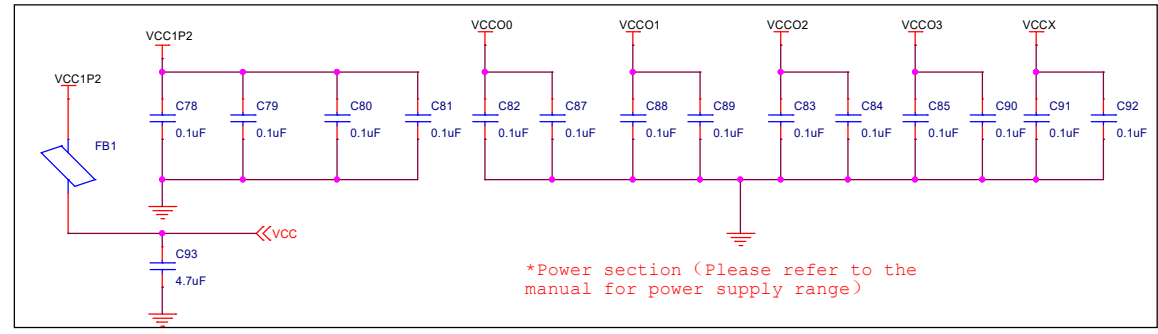 VCC1P2
VCCO0
VCCO1
VCCO2
VCCO3
VCCX
VCC1P2
C78
C79
C80
C81
C82
C87
C88
C89
C83
C84
C85
C90
C91
C92
0.1uF
0.1uF
0.1uF
0.1uF
0.1uF
0.1uF
0.1uF
0.1uF
0.1uF
0.1uF
0.1uF
0.1uF
0.1uF
0.1uF
FB1
VCC
C93
4.7uF
*Power section（Please refer to the
manual for power supply range）